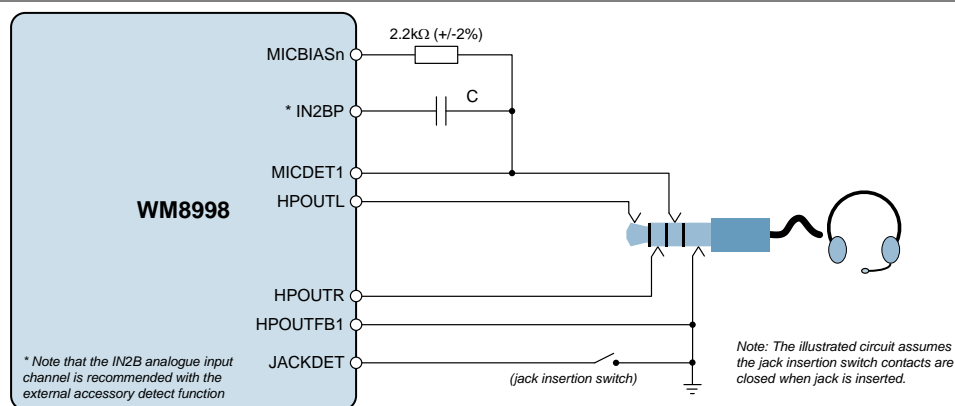 MICBIASn
2.2kΩ (+/-2%)
* IN2BP
C
MICDET1
HPOUTL
WM8998
HPOUTR
HPOUTFB1
JACKDET
(jack insertion switch)
* Note that the IN2B analogue input
channel is recommended with the
external accessory detect function
Note: The illustrated circuit assumes
the jack insertion switch contacts are
closed when jack is inserted.